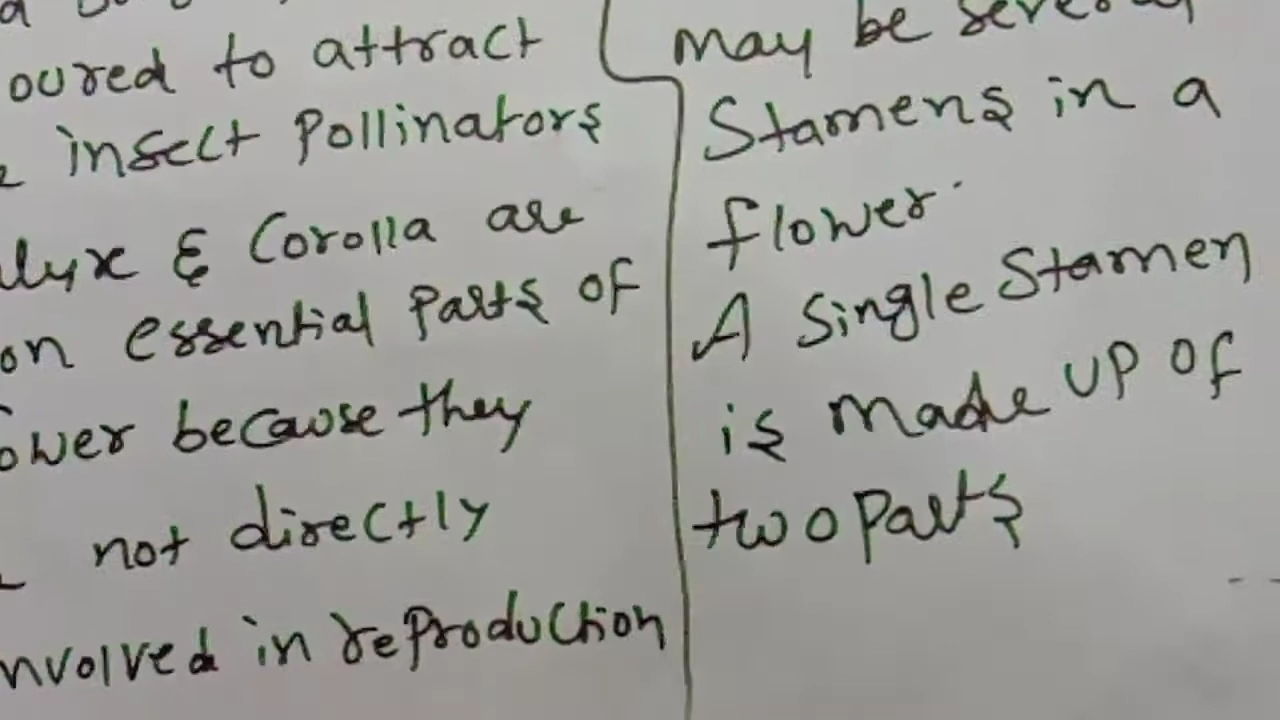 oured to attract
insect Pollinators
lyx & Corolla are
on essential Parts of
ower because they
not directly
nvolved in reproduction
may be several
Stamens in a
flower.
A Single Stamen
is made up of
two Parts